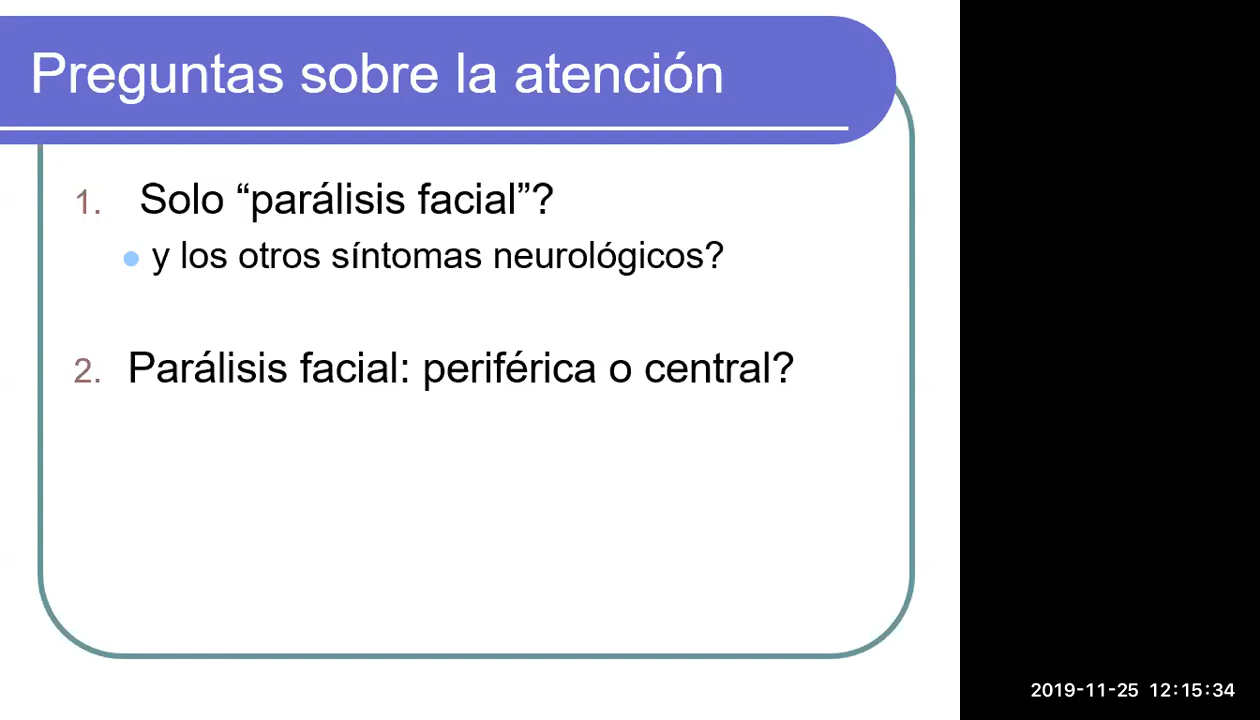 Preguntas sobre la atención
1. Solo “parálisis facial”?
y los otros síntomas neurológicos?
2. Parálisis facial: periférica o central?
2019-11-25 12:15:34